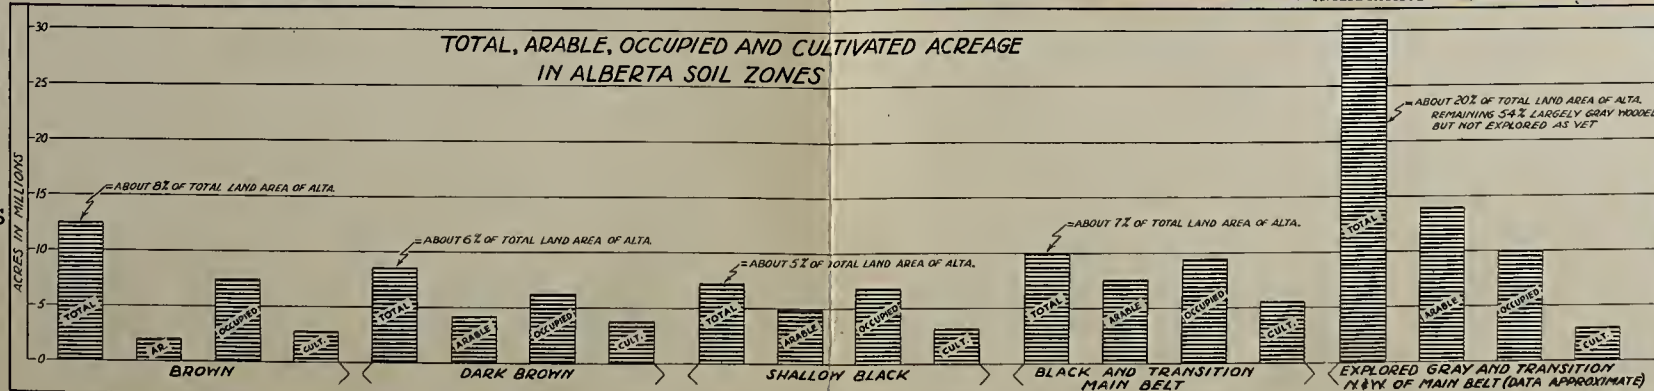 TOTAL, ARABLE, OCCUPIED AND CULTIVATED ACREAGE
IN ALBERTA SOIL ZONES
ACRES IN MILLIONS
30
25
20
15
10
5
0
=ABOUT 8% OF TOTAL LAND AREA OF ALTA.
TOTAL
AR.
OCCUPIED
CULT.
BROWN
=ABOUT 6% OF TOTAL LAND AREA OF ALTA.
TOTAL
ARABLE
OCCUPIED
CULT.
DARK BROWN
=ABOUT 5% OF TOTAL LAND AREA OF ALTA.
TOTAL
ARABLE
OCCUPIED
CULT.
SHALLOW BLACK
=ABOUT 7% OF TOTAL LAND AREA OF ALTA.
TOTAL
ARABLE
OCCUPIED
CULT.
BLACK AND TRANSITION
MAIN BELT
=ABOUT 20% OF TOTAL LAND AREA OF ALTA.
REMAINING 54% LARGELY GRAY WOODED
BUT NOT EXPLORED AS YET
TOTAL
ARABLE
OCCUPIED
CULT.
EXPLORED GRAY AND TRANSITION
N.&W. OF MAIN BELT (DATA APPROXIMATE)